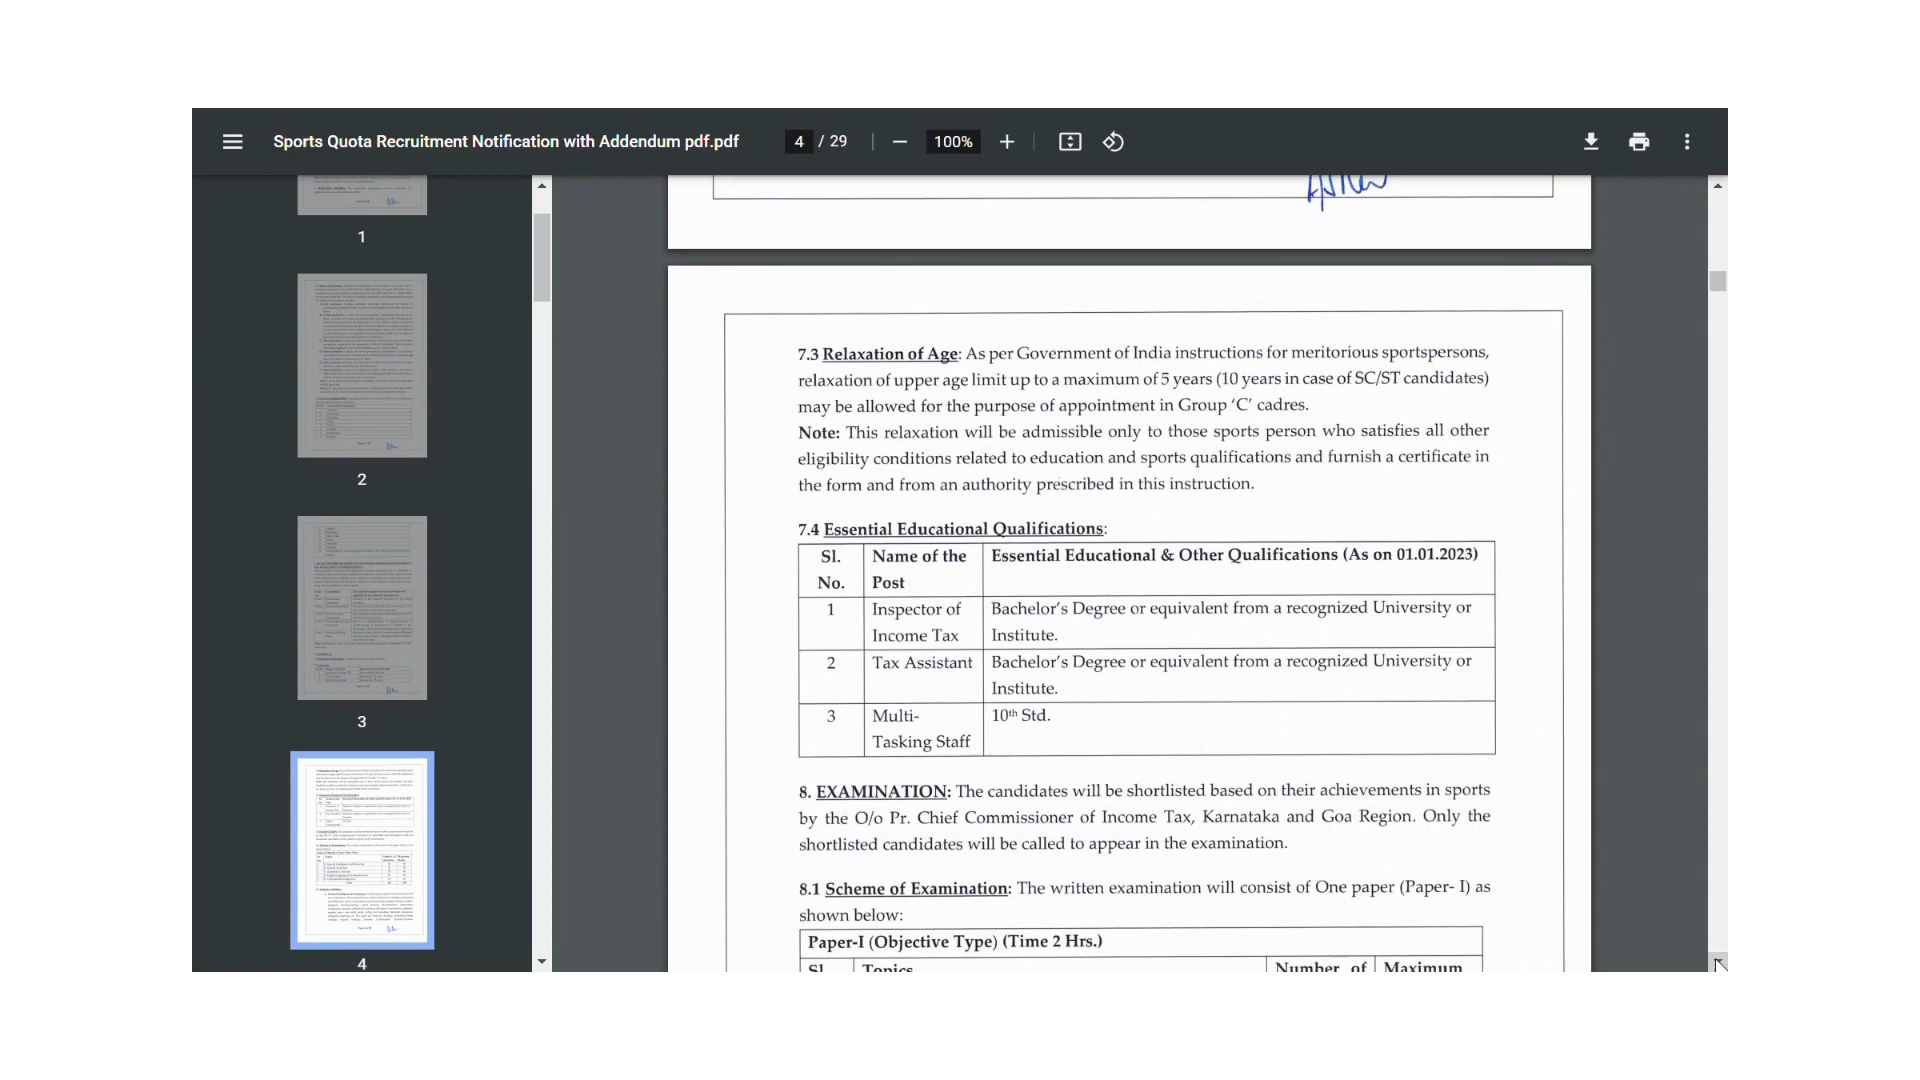 Sports Quota Recruitment Notification with Addendum pdf.pdf 4 / 29 100%
1
2
3
4
7.3 Relaxation of Age: As per Government of India instructions for meritorious sportspersons,
relaxation of upper age limit up to a maximum of 5 years (10 years in case of SC/ST candidates)
may be allowed for the purpose of appointment in Group ‘C’ cadres.
Note: This relaxation will be admissible only to those sports person who satisfies all other
eligibility conditions related to education and sports qualifications and furnish a certificate in
the form and from an authority prescribed in this instruction.
7.4 Essential Educational Qualifications:
Sl. No. Name of the Post Essential Educational & Other Qualifications (As on 01.01.2023)
1 Inspector of Income Tax Bachelor’s Degree or equivalent from a recognized University or
Institute.
2 Tax Assistant Bachelor’s Degree or equivalent from a recognized University or
Institute.
3 Multi-Tasking Staff 10th Std.
8. EXAMINATION: The candidates will be shortlisted based on their achievements in sports
by the O/o Pr. Chief Commissioner of Income Tax, Karnataka and Goa Region. Only the
shortlisted candidates will be called to appear in the examination.
8.1 Scheme of Examination: The written examination will consist of One paper (Paper- I) as
shown below:
Paper-I (Objective Type) (Time 2 Hrs.)
Sl. Topics Number of Maximum